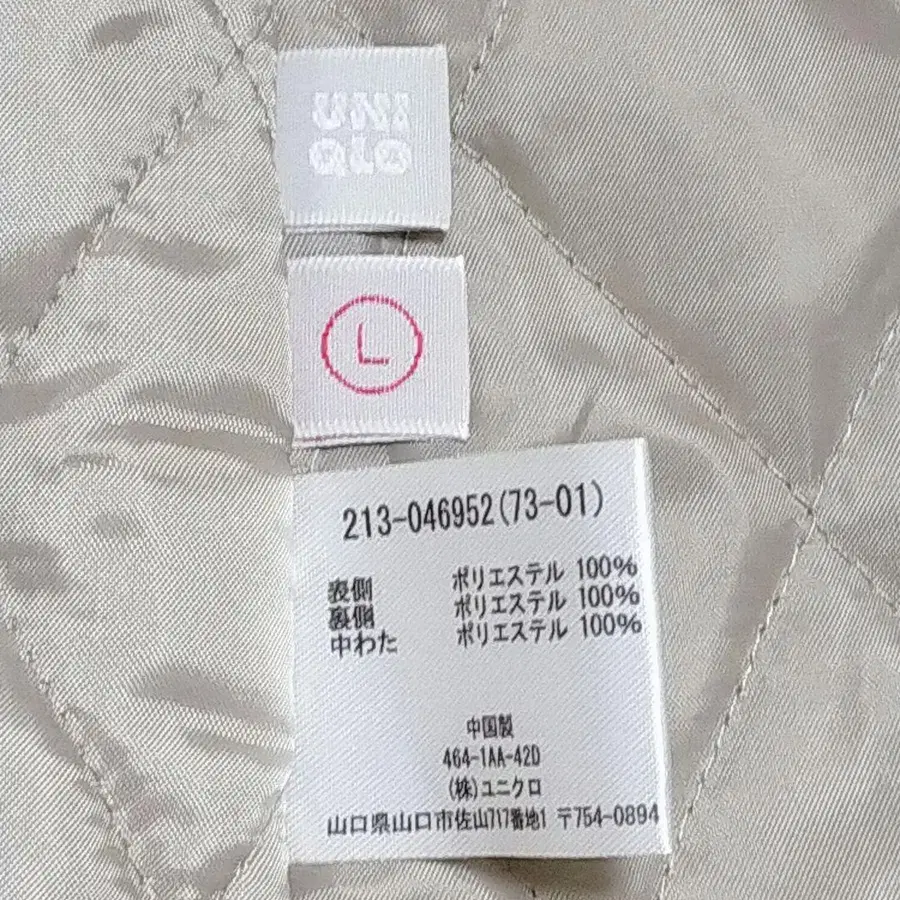 UNI
QLO
L
213-046952(73-01)
表側 ポリエステル 100%
裏側 ポリエステル 100%
中わた ポリエステル 100%
中国製
464-1AA-42D
(株)ユニクロ
山口県山口市佐山717番地1 〒754-0894